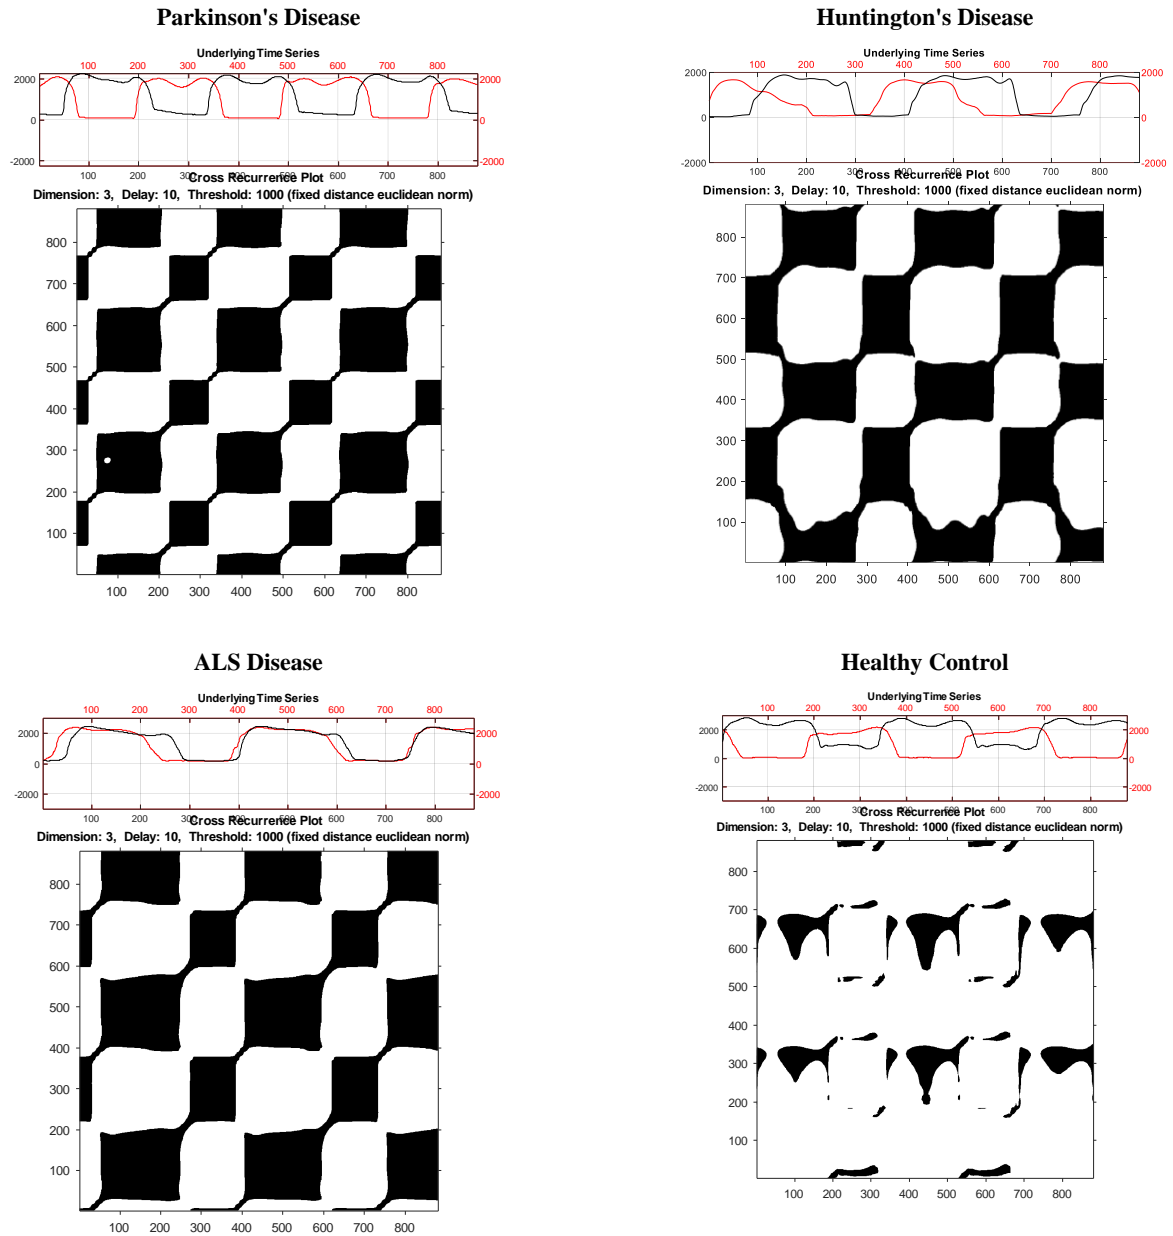 Parkinson's Disease
Underlying Time Series
100 200 300 400 500 600 700 800
2000 2000
0 0
-2000 -2000
100 200 300 400 500 600 700 800
Cross Recurrence Plot
Dimension: 3, Delay: 10, Threshold: 1000 (fixed distance euclidean norm)
800
700
600
500
400
300
200
100
100 200 300 400 500 600 700 800
Huntington's Disease
Underlying Time Series
100 200 300 400 500 600 700 800
2000 2000
0 0
-2000 -2000
100 200 300 400 500 600 700 800
Cross Recurrence Plot
Dimension: 3, Delay: 10, Threshold: 1000 (fixed distance euclidean norm)
800
700
600
500
400
300
200
100
100 200 300 400 500 600 700 800
ALS Disease
Underlying Time Series
100 200 300 400 500 600 700 800
2000 2000
0 0
-2000 -2000
100 200 300 400 500 600 700 800
Cross Recurrence Plot
Dimension: 3, Delay: 10, Threshold: 1000 (fixed distance euclidean norm)
800
700
600
500
400
300
200
100
100 200 300 400 500 600 700 800
Healthy Control
Underlying Time Series
100 200 300 400 500 600 700 800
2000 2000
0 0
-2000 -2000
100 200 300 400 500 600 700 800
Cross Recurrence Plot
Dimension: 3, Delay: 10, Threshold: 1000 (fixed distance euclidean norm)
800
700
600
500
400
300
200
100
100 200 300 400 500 600 700 800